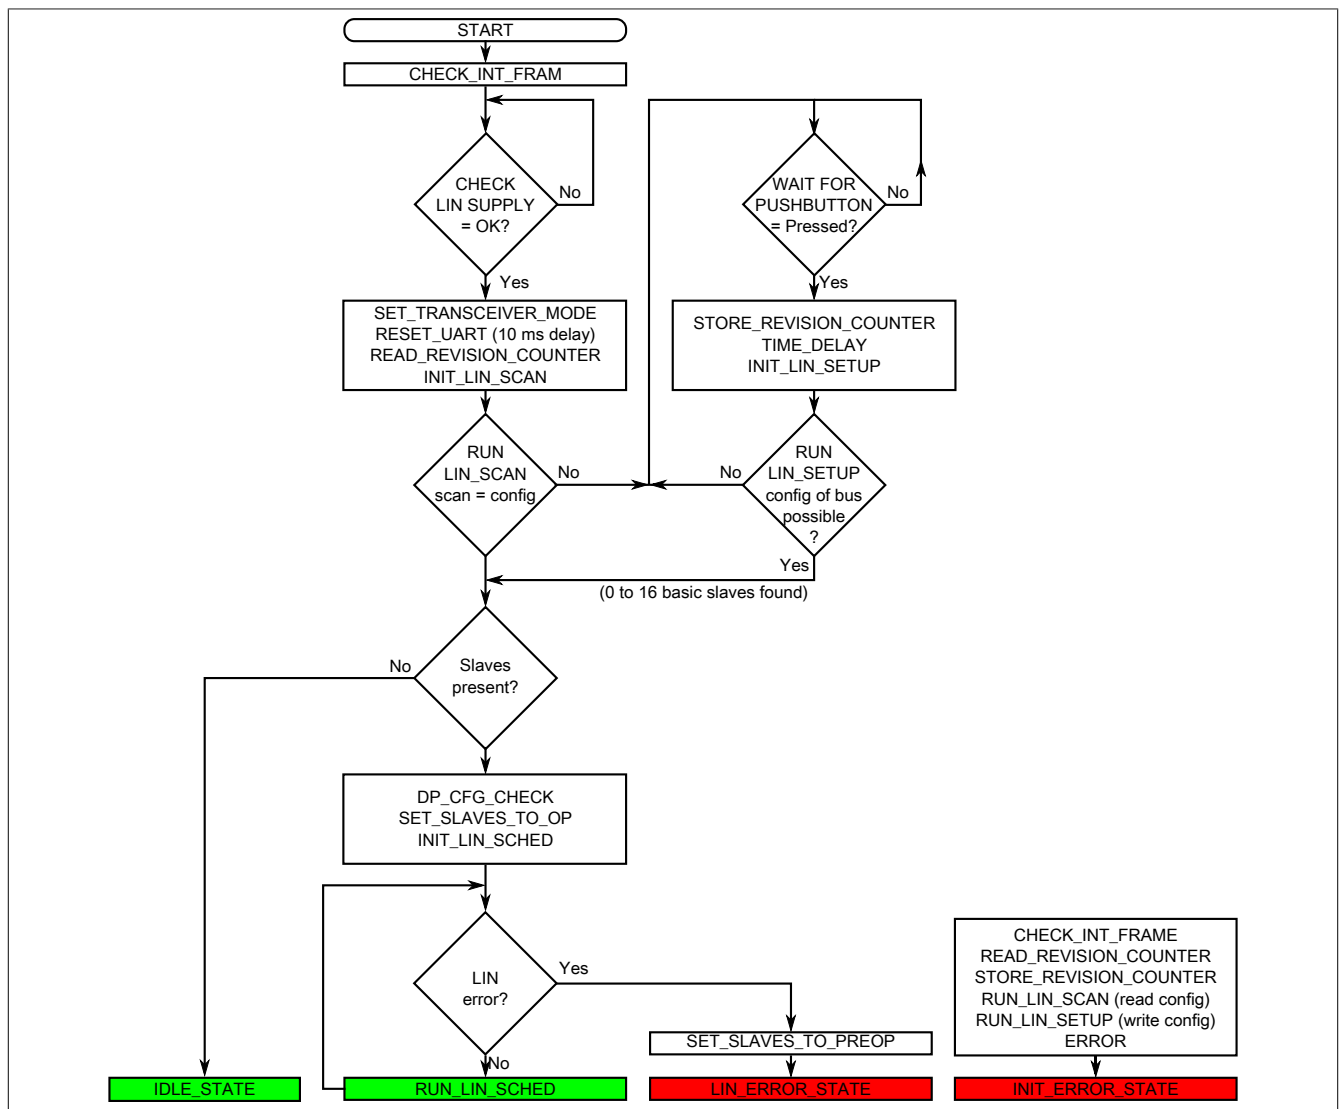 START
CHECK_INT_FRAM
CHECK
LIN SUPPLY
= OK?
No
Yes
WAIT FOR
PUSHBUTTON
= Pressed?
No
Yes
SET_TRANSCEIVER_MODE
RESET_UART (10 ms delay)
READ_REVISION_COUNTER
INIT_LIN_SCAN
STORE_REVISION_COUNTER
TIME_DELAY
INIT_LIN_SETUP
RUN
LIN_SCAN
scan = config
No
RUN
LIN_SETUP
config of bus
possible
?
No
Yes
(0 to 16 basic slaves found)
Slaves
present?
No
DP_CFG_CHECK
SET_SLAVES_TO_OP
INIT_LIN_SCHED
LIN
error?
Yes
No
SET_SLAVES_TO_PREOP
CHECK_INT_FRAME
READ_REVISION_COUNTER
STORE_REVISION_COUNTER
RUN_LIN_SCAN (read config)
RUN_LIN_SETUP (write config)
ERROR
IDLE_STATE
RUN_LIN_SCHED
LIN_ERROR_STATE
INIT_ERROR_STATE